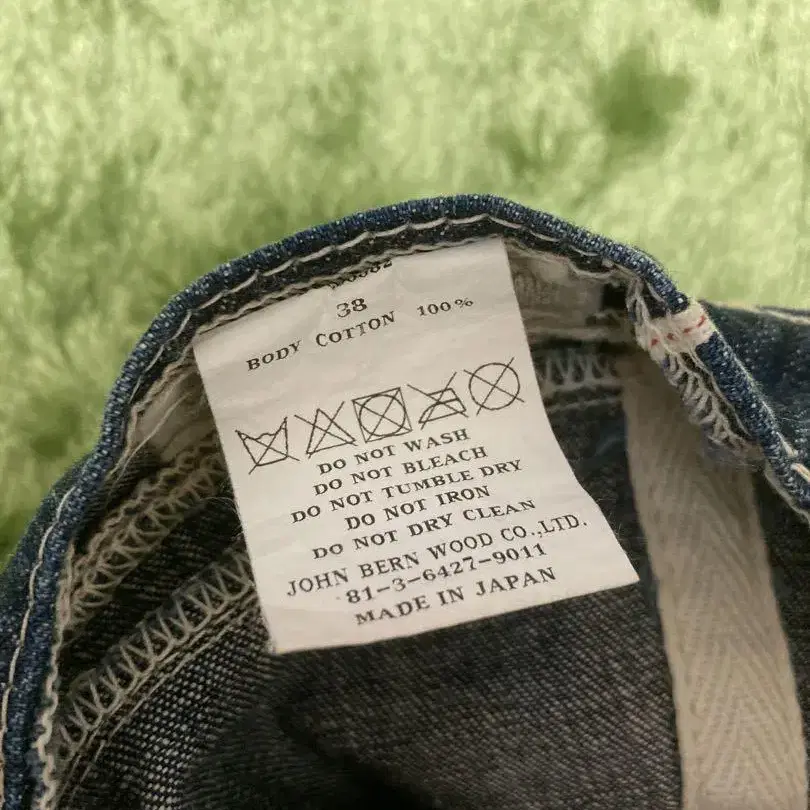 38
BODY COTTON 100%
DO NOT WASH
DO NOT BLEACH
DO NOT TUMBLE DRY
DO NOT IRON
DO NOT DRY CLEAN
JOHN BERN WOOD CO.,LTD.
81-3-6427-9011
MADE IN JAPAN